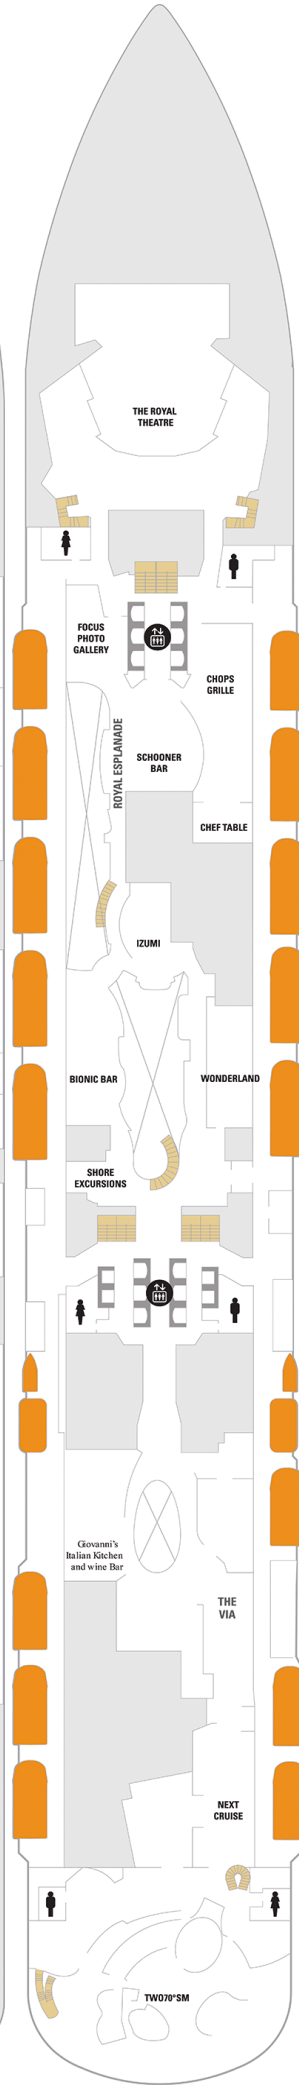 THE ROYAL
THEATRE
FOCUS
PHOTO
GALLERY
CHOPS
GRILLE
ROYAL ESPLANADE
SCHOONER
BAR
CHEF TABLE
IZUMI
BIONIC BAR
WONDERLAND
SHORE
EXCURSIONS
Giovanni's
Italian Kitchen
and wine Bar
THE
VIA
NEXT
CRUISE
TWO70°SM